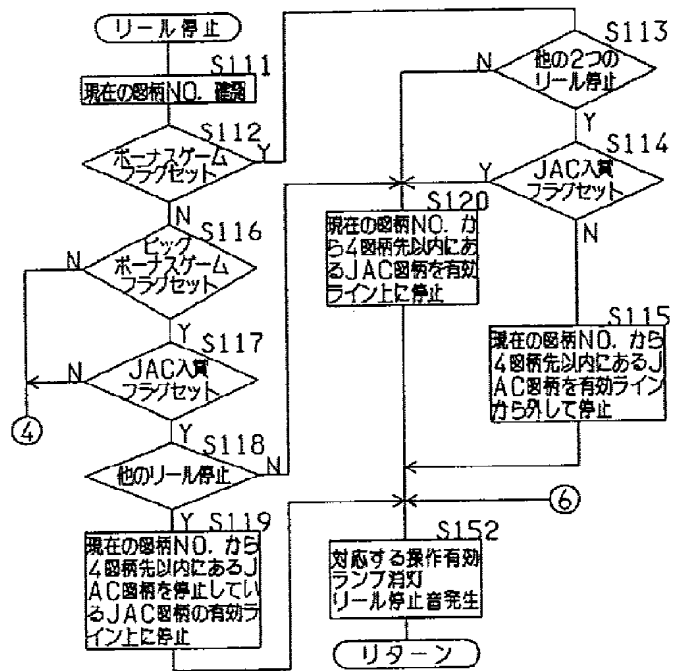 リール停止
S111
現在の図柄NO. 確認
S112
ボーナスゲーム
フラグセット
Y
N
S116
ビッグ
ボーナスゲーム
フラグセット
N
Y
S117
JAC入賞
フラグセット
N
Y
④
S118
他のリール停止
N
Y
S119
現在の図柄NO. から
4図柄先以内にあるJ
AC図柄を停止してい
るJAC図柄の有効ラ
イン上に停止
S113
他の2つの
リール停止
N
Y
S114
JAC入賞
フラグセット
Y
N
S120
現在の図柄NO. か
ら4図柄先以内にあ
るJAC図柄を有効
ライン上に停止
S115
現在の図柄NO. から
4図柄先以内にあるJ
AC図柄を有効ライン
から外して停止
⑥
S152
対応する操作有効
ランプ消灯
リール停止音発生
リターン